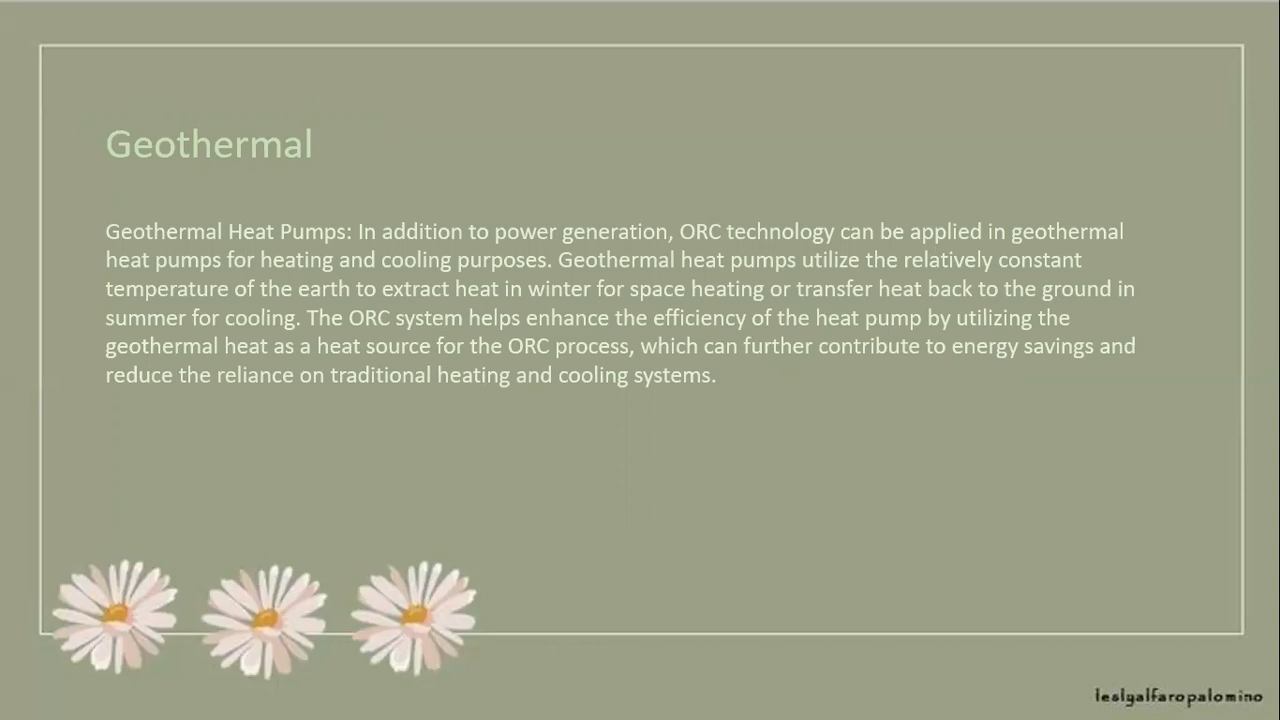 Geothermal
Geothermal Heat Pumps: In addition to power generation, ORC technology can be applied in geothermal
heat pumps for heating and cooling purposes. Geothermal heat pumps utilize the relatively constant
temperature of the earth to extract heat in winter for space heating or transfer heat back to the ground in
summer for cooling. The ORC system helps enhance the efficiency of the heat pump by utilizing the
geothermal heat as a heat source for the ORC process, which can further contribute to energy savings and
reduce the reliance on traditional heating and cooling systems.
leslyalfaropalomino